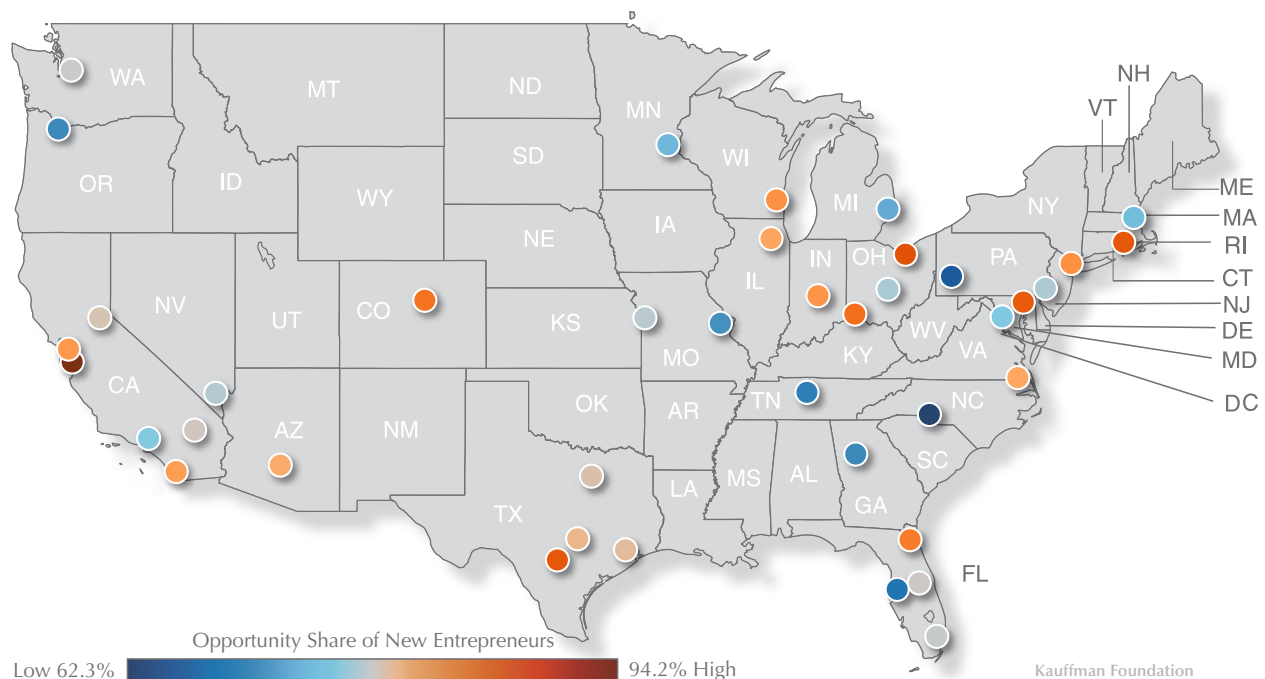 NH
VT
WA
MT
ND
MN
OR
ID
SD
WI
MI
WY
NY
ME
MA
RI
CT
NJ
DE
MD
DC
IA
NE
PA
OH
IN
IL
NV
UT
CO
KS
MO
WV
VA
KY
CA
AZ
NM
OK
AR
TN
NC
SC
MS
AL
GA
LA
TX
FL
Opportunity Share of New Entrepreneurs
Low 62.3% 94.2% High
Kauffman Foundation